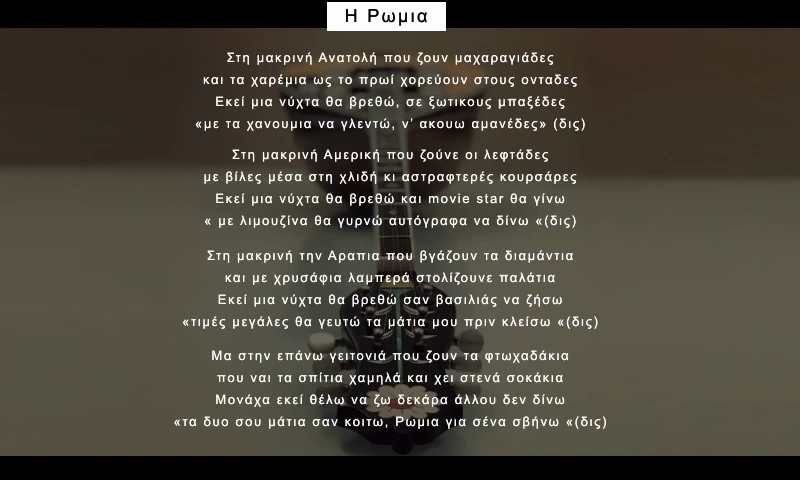 Η Ρωμια
Στη μακρινή Ανατολή που ζουν μαχαραγιάδες
και τα χαρέμια ως το πρωί χορεύουν στους ονταδες
Εκεί μια νύχτα θα βρεθώ, σε ξωτικους μπαξέδες
«με τα χανουμια να γλεντώ, ν' ακουω αμανέδες» (δις)
Στη μακρινή Αμερική που ζούνε οι λεφτάδες
με βίλες μέσα στη χλιδή κι αστραφτερές κουρσάρες
Εκεί μια νύχτα θα βρεθώ και movie star θα γίνω
« με λιμουζίνα θα γυρνώ αυτόγραφα να δίνω «(δις)
Στη μακρινή την Αραπια που βγάζουν τα διαμάντια
και με χρυσάφια λαμπερά στολίζουνε παλάτια
Εκεί μια νύχτα θα βρεθώ σαν βασιλιάς να ζήσω
«τιμές μεγάλες θα γευτώ τα μάτια μου πριν κλείσω «(δις)
Μα στην επάνω γειτονιά που ζουν τα φτωχαδάκια
που ναι τα σπίτια χαμηλά και χει στενά σοκάκια
Μονάχα εκεί θέλω να ζω δεκάρα άλλου δεν δίνω
«τα δυο σου μάτια σαν κοιτω, Ρωμια για σένα σβήνω «(δις)